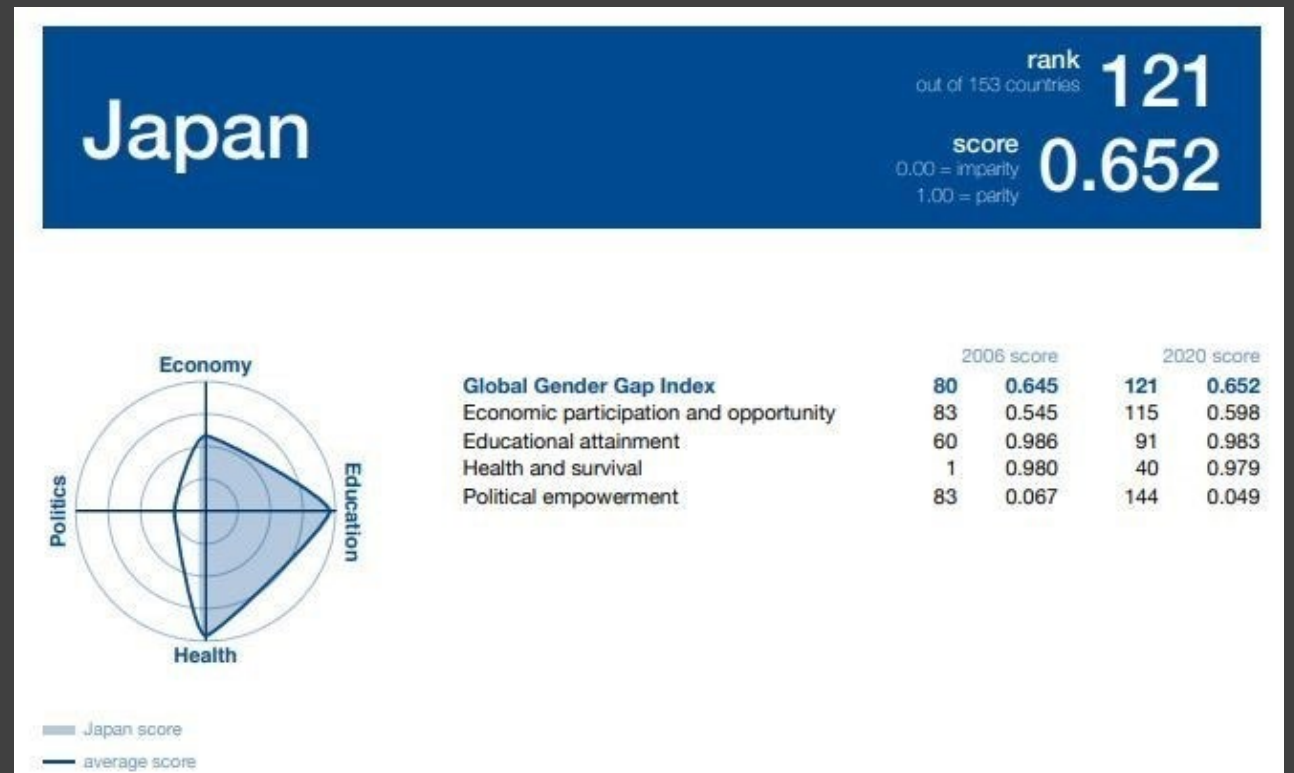 Japan
rank
out of 153 countries
121
score
0.00 = imparity
1.00 = parity
0.652
Economy
Politics
Education
Health
Japan score
average score
2006 score 2020 score
Global Gender Gap Index 80 0.645 121 0.652
Economic participation and opportunity 83 0.545 115 0.598
Educational attainment 60 0.986 91 0.983
Health and survival 1 0.980 40 0.979
Political empowerment 83 0.067 144 0.049